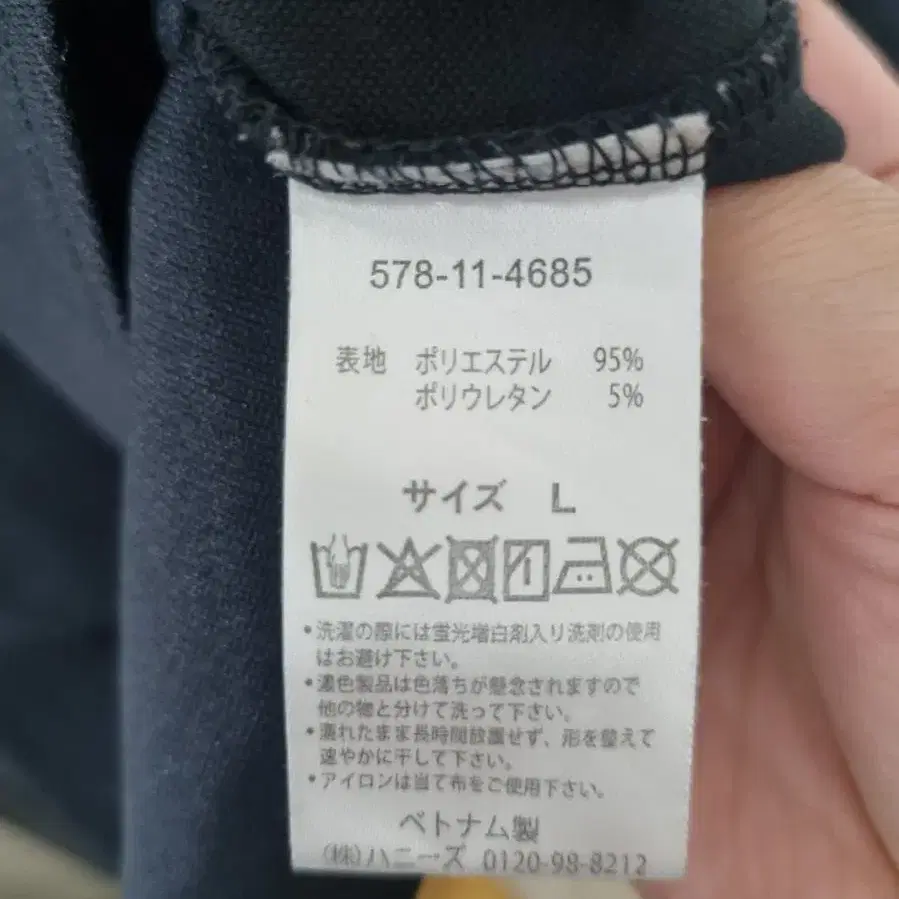 578-11-4685
表地 ポリエステル 95%
ポリウレタン 5%
サイズ L
•洗濯の際には蛍光増白剤入り洗剤の使用
はお避け下さい。
•濃色製品は色落ちが懸念されますので
他の物と分けて洗って下さい。
•濡れたまま長時間放置せず、形を整えて
速やかに干して下さい。
•アイロンは当て布をご使用下さい。
ベトナム製
(株)ハニーズ 0120-98-8212